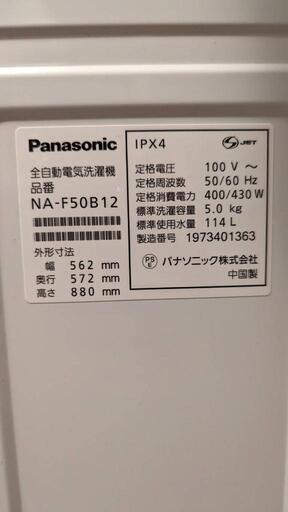 Panasonic
全自動電気洗濯機
品番
NA-F50B12
外形寸法
幅 562 mm
奥行 572 mm
高さ 880 mm
IPX4
S JET
定格電圧 100 V ～
定格周波数 50/60 Hz
定格消費電力 400/430 W
標準洗濯容量 5.0 kg
標準使用水量 114 L
製造番号 1973401363
PS E パナソニック株式会社
中国製